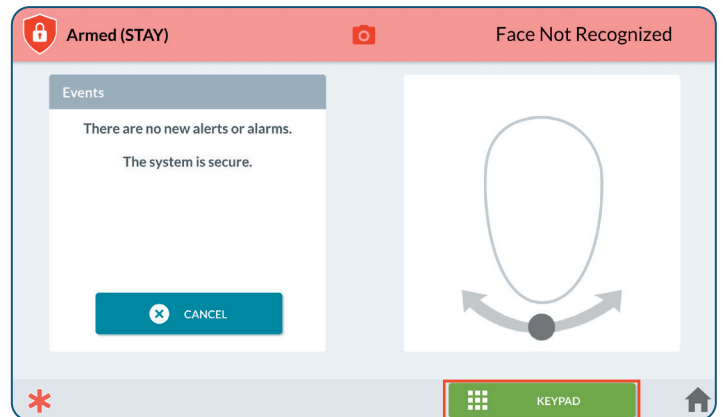 Armed (STAY)
Face Not Recognized
Events
There are no new alerts or alarms.
The system is secure.
CANCEL
KEYPAD